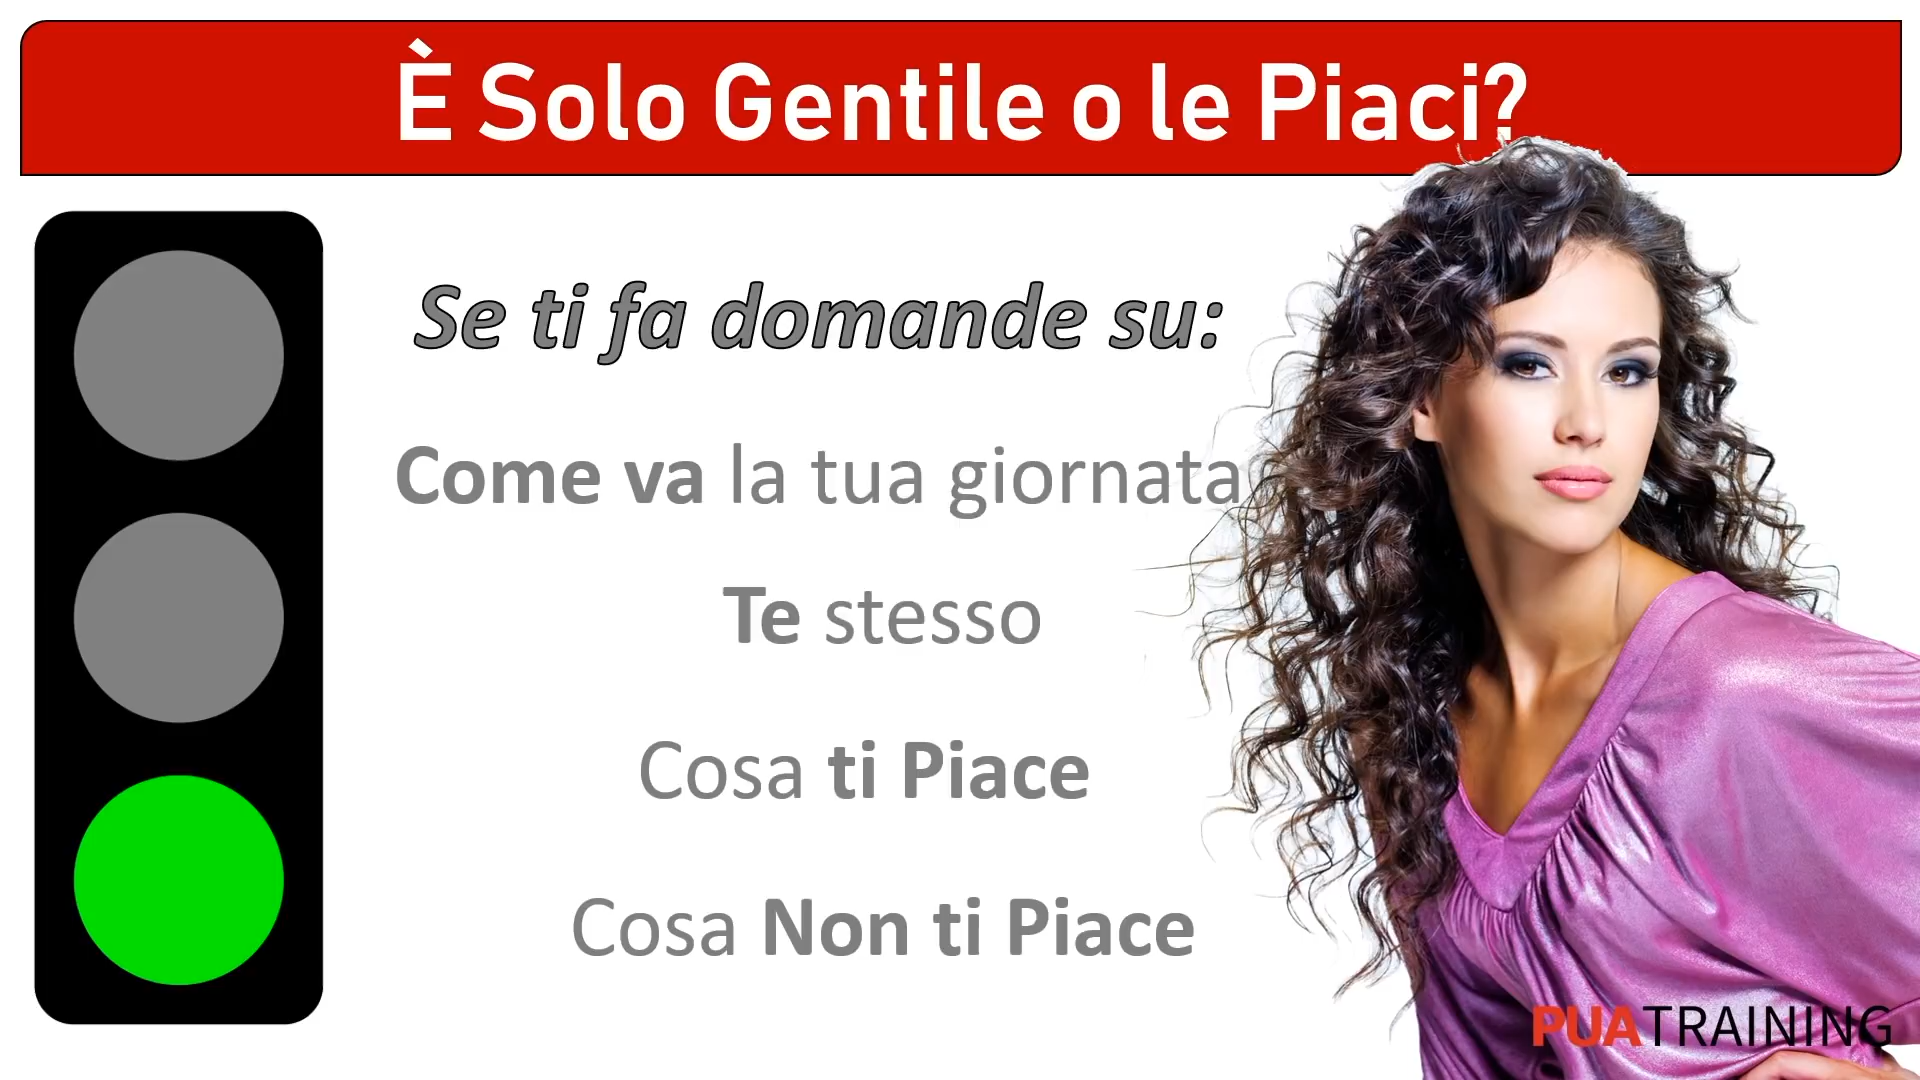 È Solo Gentile o le Piaci?
Se ti fa domande su:
Come va la tua giornata
Te stesso
Cosa ti Piace
Cosa Non ti Piace
PUATRAINING